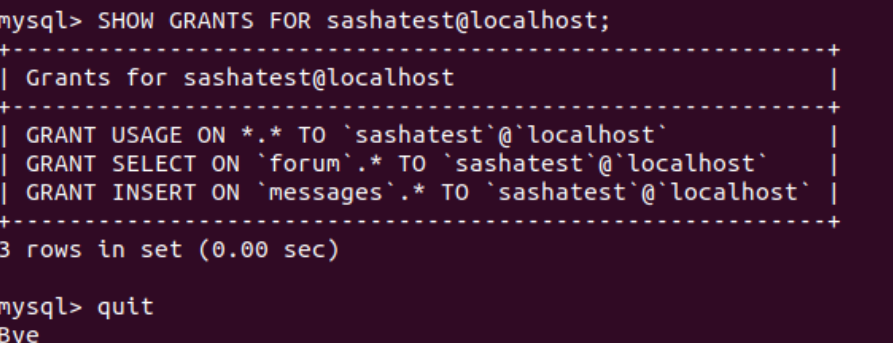 mysql> SHOW GRANTS FOR sashatest@localhost;
+---------------------------------------------------------+
| Grants for sashatest@localhost                          |
+---------------------------------------------------------+
| GRANT USAGE ON *.* TO `sashatest`@`localhost`           |
| GRANT SELECT ON `forum`.* TO `sashatest`@`localhost`    |
| GRANT INSERT ON `messages`.* TO `sashatest`@`localhost` |
+---------------------------------------------------------+
3 rows in set (0.00 sec)
mysql> quit
Bye